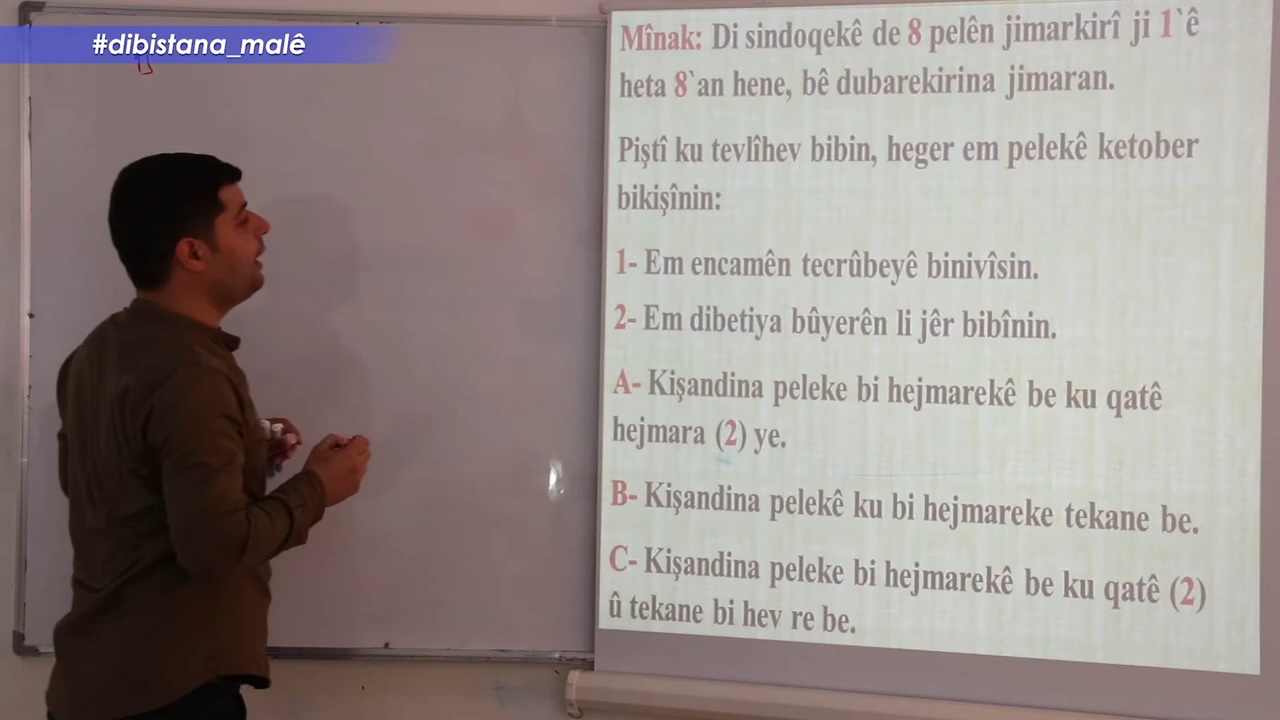 #dibistana_malê
Mînak: Di sindoqekê de 8 pelên jimarkirî ji 1`ê
heta 8`an hene, bê dubarekirina jimaran.
Piştî ku tevlîhev bibin, heger em pelekê ketober
bikişînin:
1- Em encamên tecrûbeyê binivîsin.
2- Em dibetiya bûyerên li jêr bibînin.
A- Kişandina peleke bi hejmarekê be ku qatê
hejmara (2) ye.
B- Kişandina pelekê ku bi hejmareke tekane be.
C- Kişandina peleke bi hejmarekê be ku qatê (2)
û tekane bi hev re be.